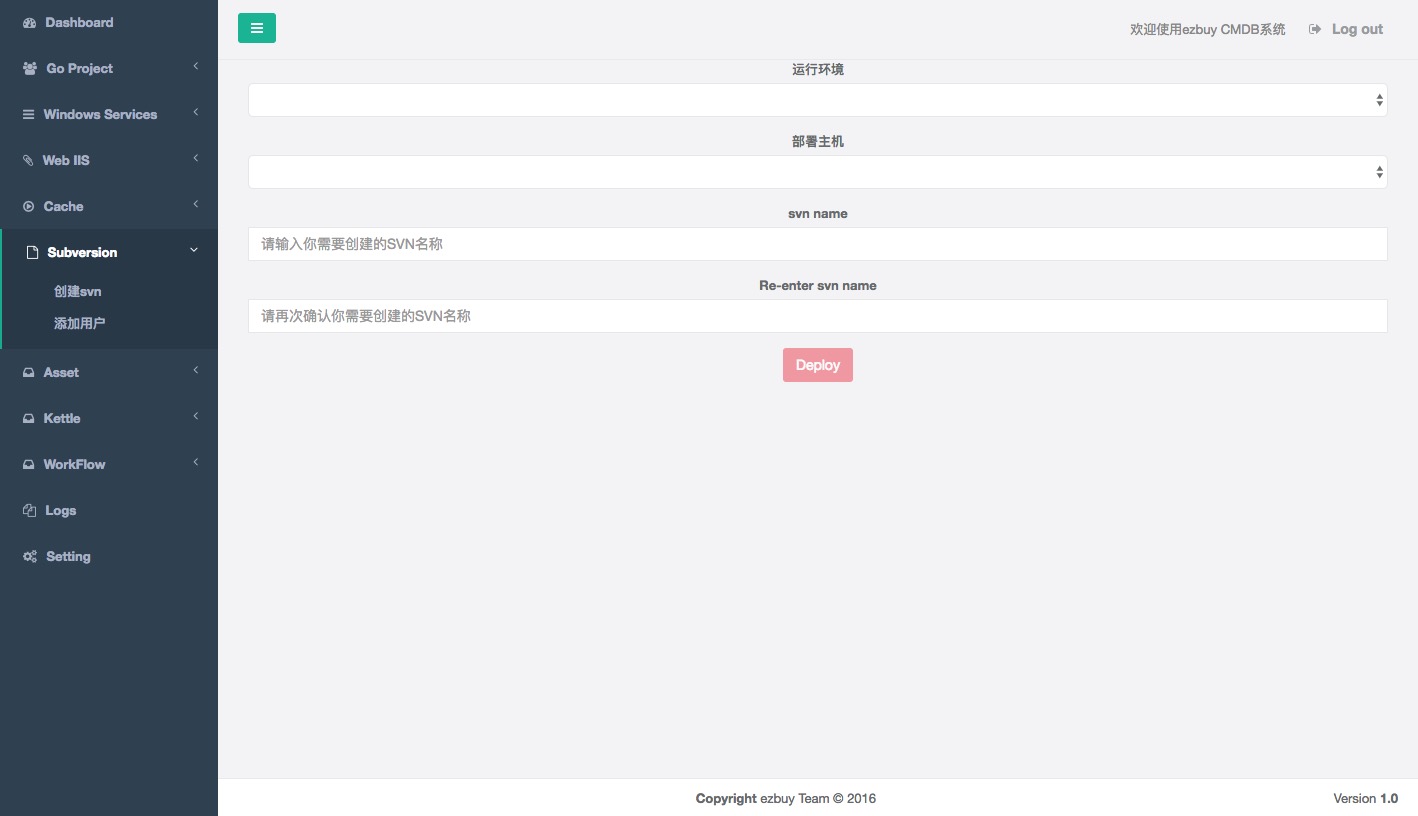 Dashboard
Go Project
Windows Services
Web IIS
Cache
Subversion
创建svn
添加用户
Asset
Kettle
WorkFlow
Logs
Setting
欢迎使用ezbuy CMDB系统 Log out
运行环境
部署主机
svn name
请输入你需要创建的SVN名称
Re-enter svn name
请再次确认你需要创建的SVN名称
Deploy
Copyright ezbuy Team © 2016
Version 1.0